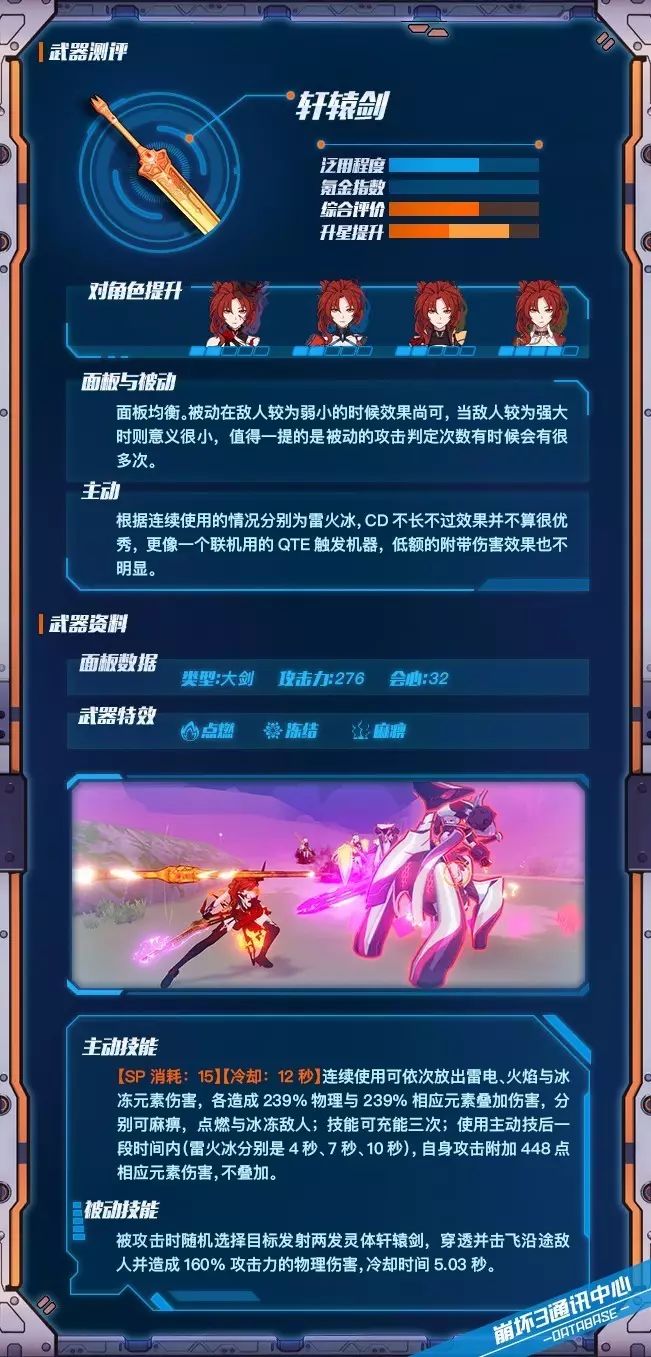 武器测评
轩辕剑
泛用程度
氪金指数
综合评价
升星提升
对角色提升
面板与被动
面板均衡。被动在敌人较为弱小的时候效果尚可，当敌人较为强大
时则意义很小，值得一提的是被动的攻击判定次数有时候会有很
多次。
主动
根据连续使用的情况分别为雷火冰，CD 不长不过效果并不算很优
秀，更像一个联机用的 QTE 触发机器，低额的附带伤害效果也不
明显。
武器资料
面板数据
类型:大剑 攻击力:276 会心:32
武器特效
点燃 冻结 麻痹
主动技能
【SP 消耗：15】【冷却：12 秒】连续使用可依次放出雷电、火焰与冰
冻元素伤害，各造成 239% 物理与 239% 相应元素叠加伤害，分
别可麻痹，点燃与冰冻敌人；技能可充能三次；使用主动技后一
段时间内（雷火冰分别是 4 秒、7 秒、10 秒），自身攻击附加 448 点
相应元素伤害，不叠加。
被动技能
被攻击时随机选择目标发射两发灵体轩辕剑，穿透并击飞沿途敌
人并造成 160% 攻击力的物理伤害，冷却时间 5.03 秒。
崩坏3通讯中心
-DATABASE-